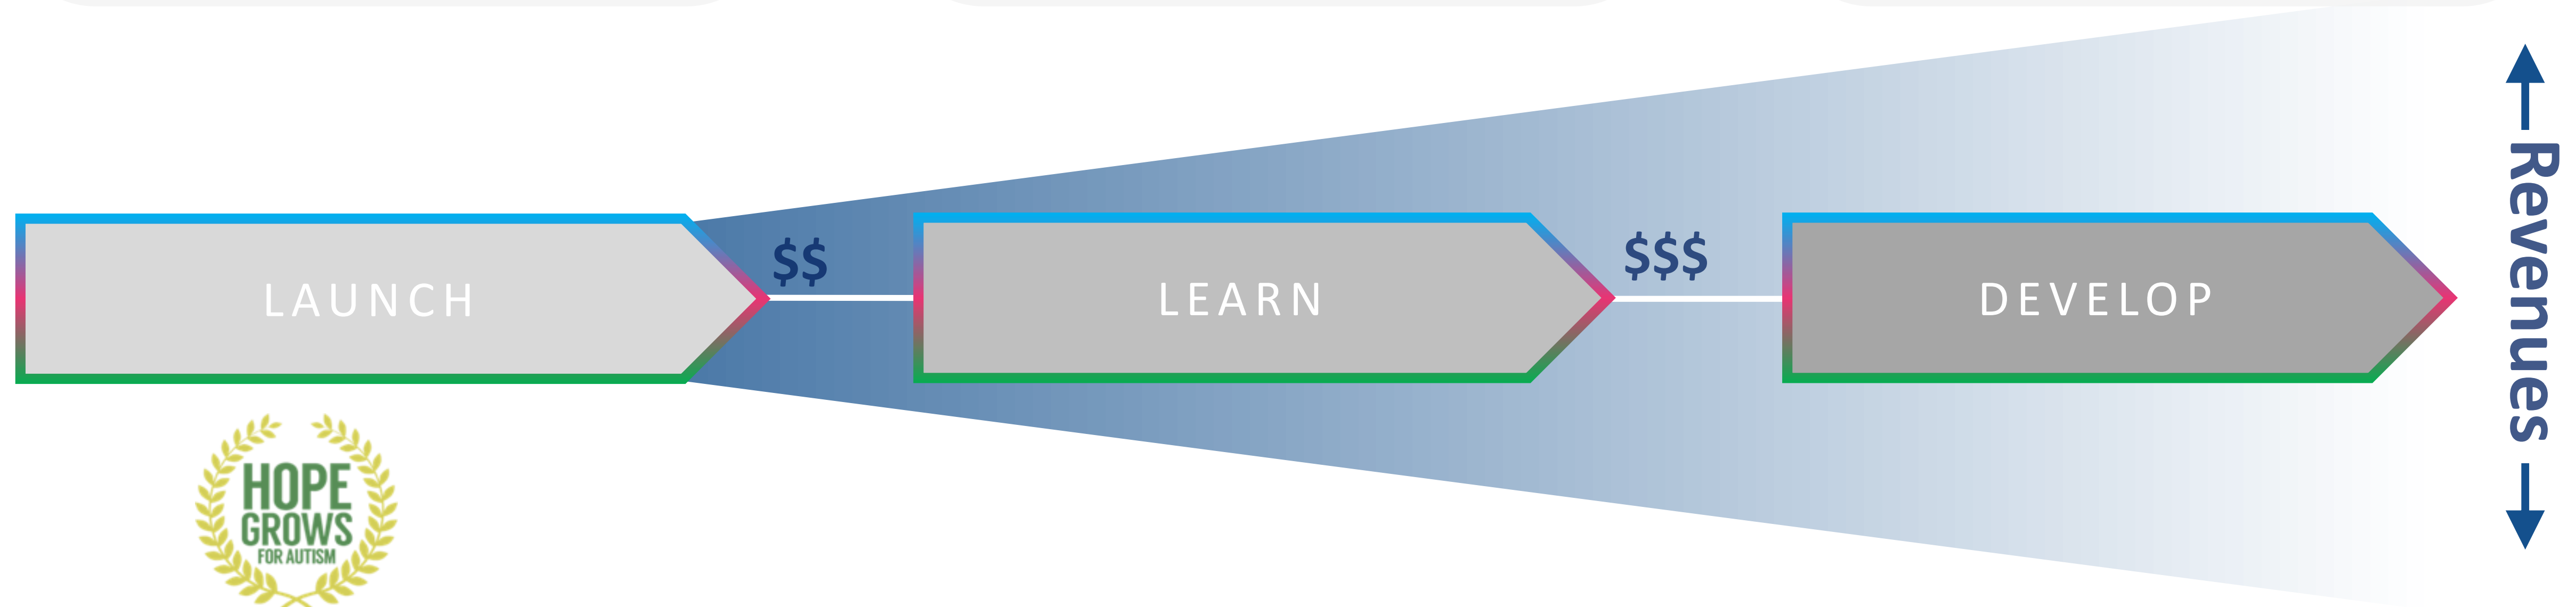 LAUNCH
$$
LEARN
$$$
DEVELOP
Revenues
HOPE
GROWS
FOR AUTISM